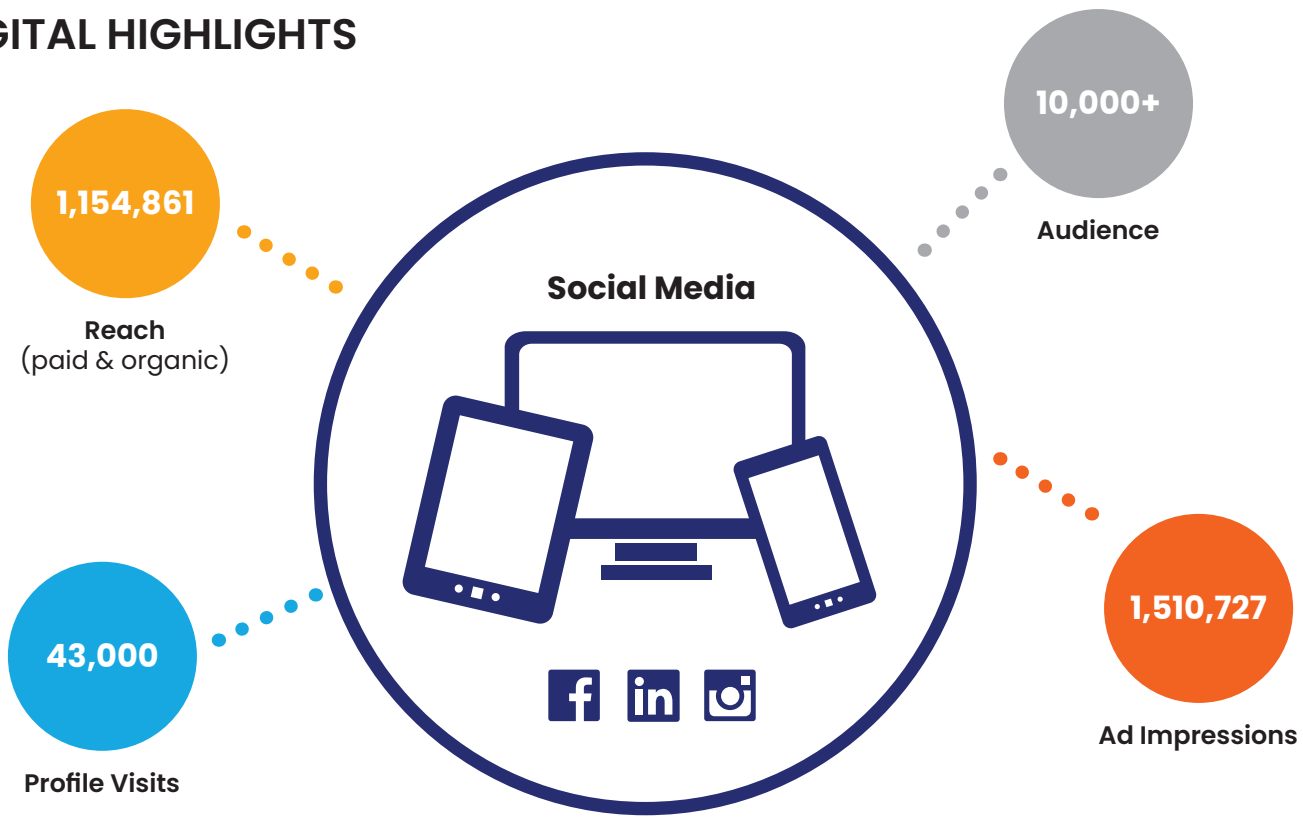 GITAL HIGHLIGHTS
10,000+
Audience
1,154,861
Reach
(paid & organic)
Social Media
1,510,727
Ad Impressions
43,000
Profile Visits
f
in